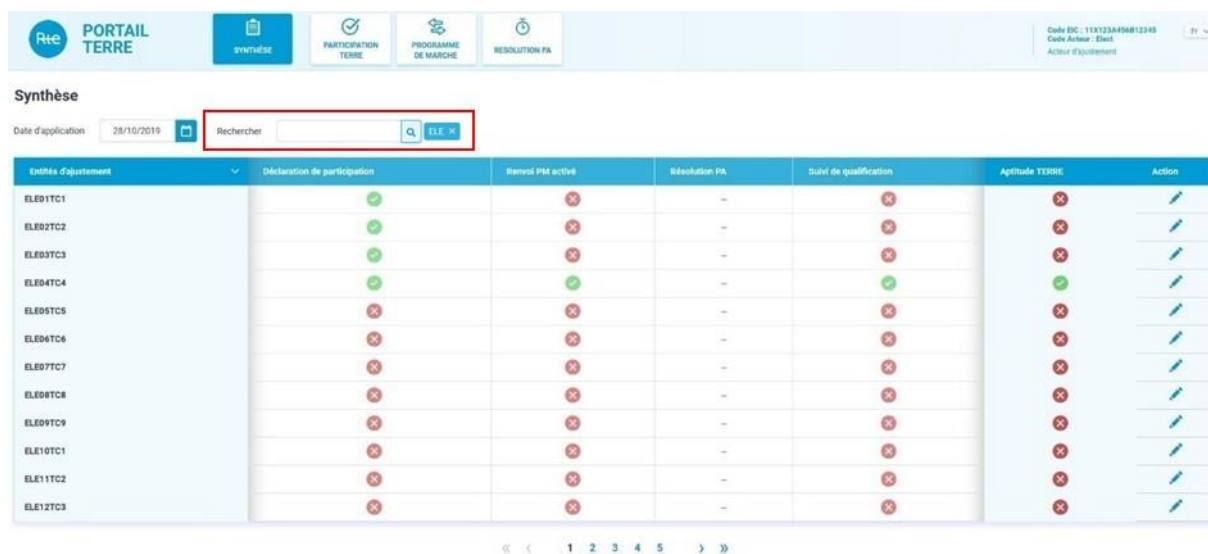 Rte
PORTAIL
TERRE
SYNTHÈSE
PARTICIPATION
TERRE
PROGRAMME
DE MARCHE
RESOLUTION PA
Code EIC : 11X123A456B12345
Code Acteur : Elect
Acteur d'ajustement
Fr
Synthèse
Date d'application 28/10/2019 Rechercher ELE ×
Entités d'ajustement Déclaration de participation Renvoi PM activé Résolution PA Suivi de qualification Aptitude TERRE Action
ELE01TC1 –
ELE02TC2 –
ELE03TC3 –
ELE04TC4 –
ELE05TC5 –
ELE06TC6 –
ELE07TC7 –
ELE08TC8 –
ELE09TC9 –
ELE10TC1 –
ELE11TC2 –
ELE12TC3 –
« ‹ 1 2 3 4 5 › »